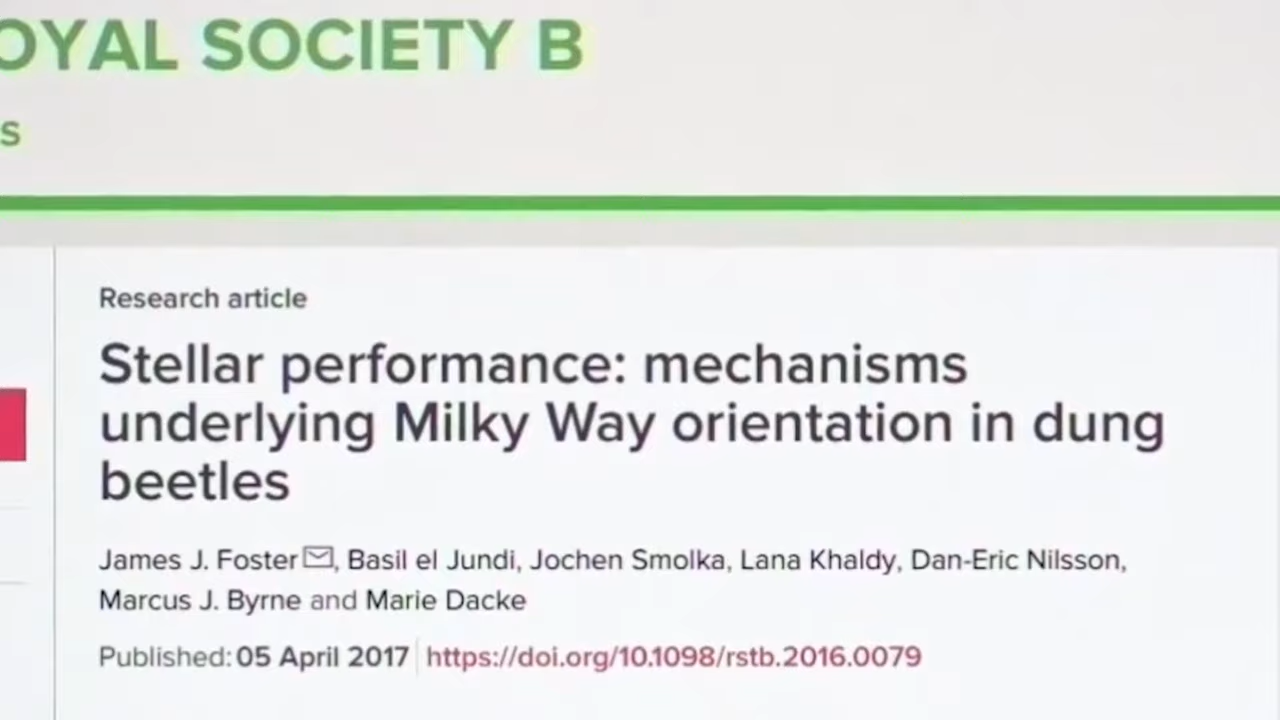 OYAL SOCIETY B
s
Research article
Stellar performance: mechanisms
underlying Milky Way orientation in dung
beetles
James J. Foster, Basil el Jundi, Jochen Smolka, Lana Khaldy, Dan-Eric Nilsson,
Marcus J. Byrne and Marie Dacke
Published: 05 April 2017 https://doi.org/10.1098/rstb.2016.0079